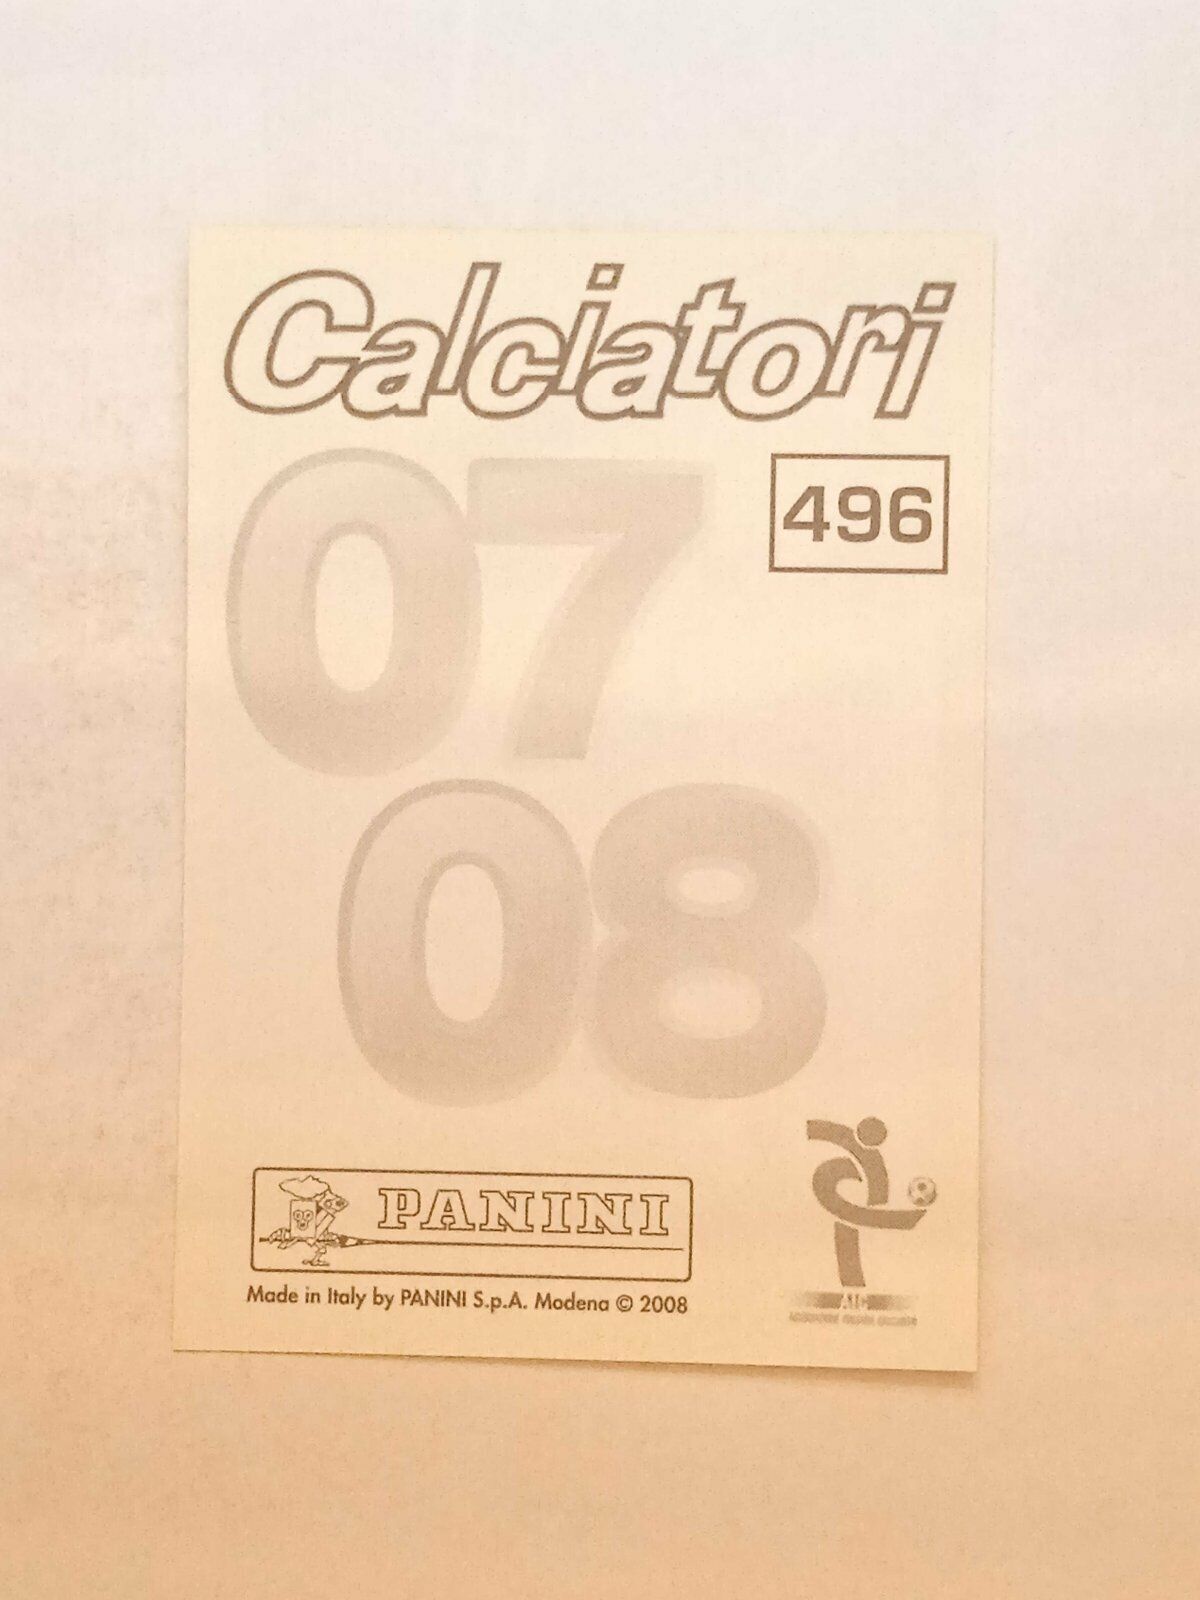 Calciatori
07
496
08
PANINI
Made in Italy by PANINI S.p.A. Modena © 2008